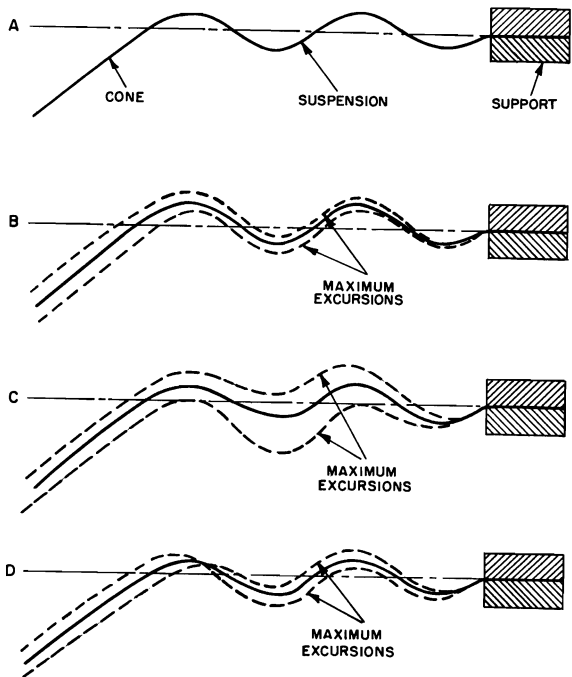 A
CONE
SUSPENSION
SUPPORT
B
MAXIMUM
EXCURSIONS
C
MAXIMUM
EXCURSIONS
D
MAXIMUM
EXCURSIONS